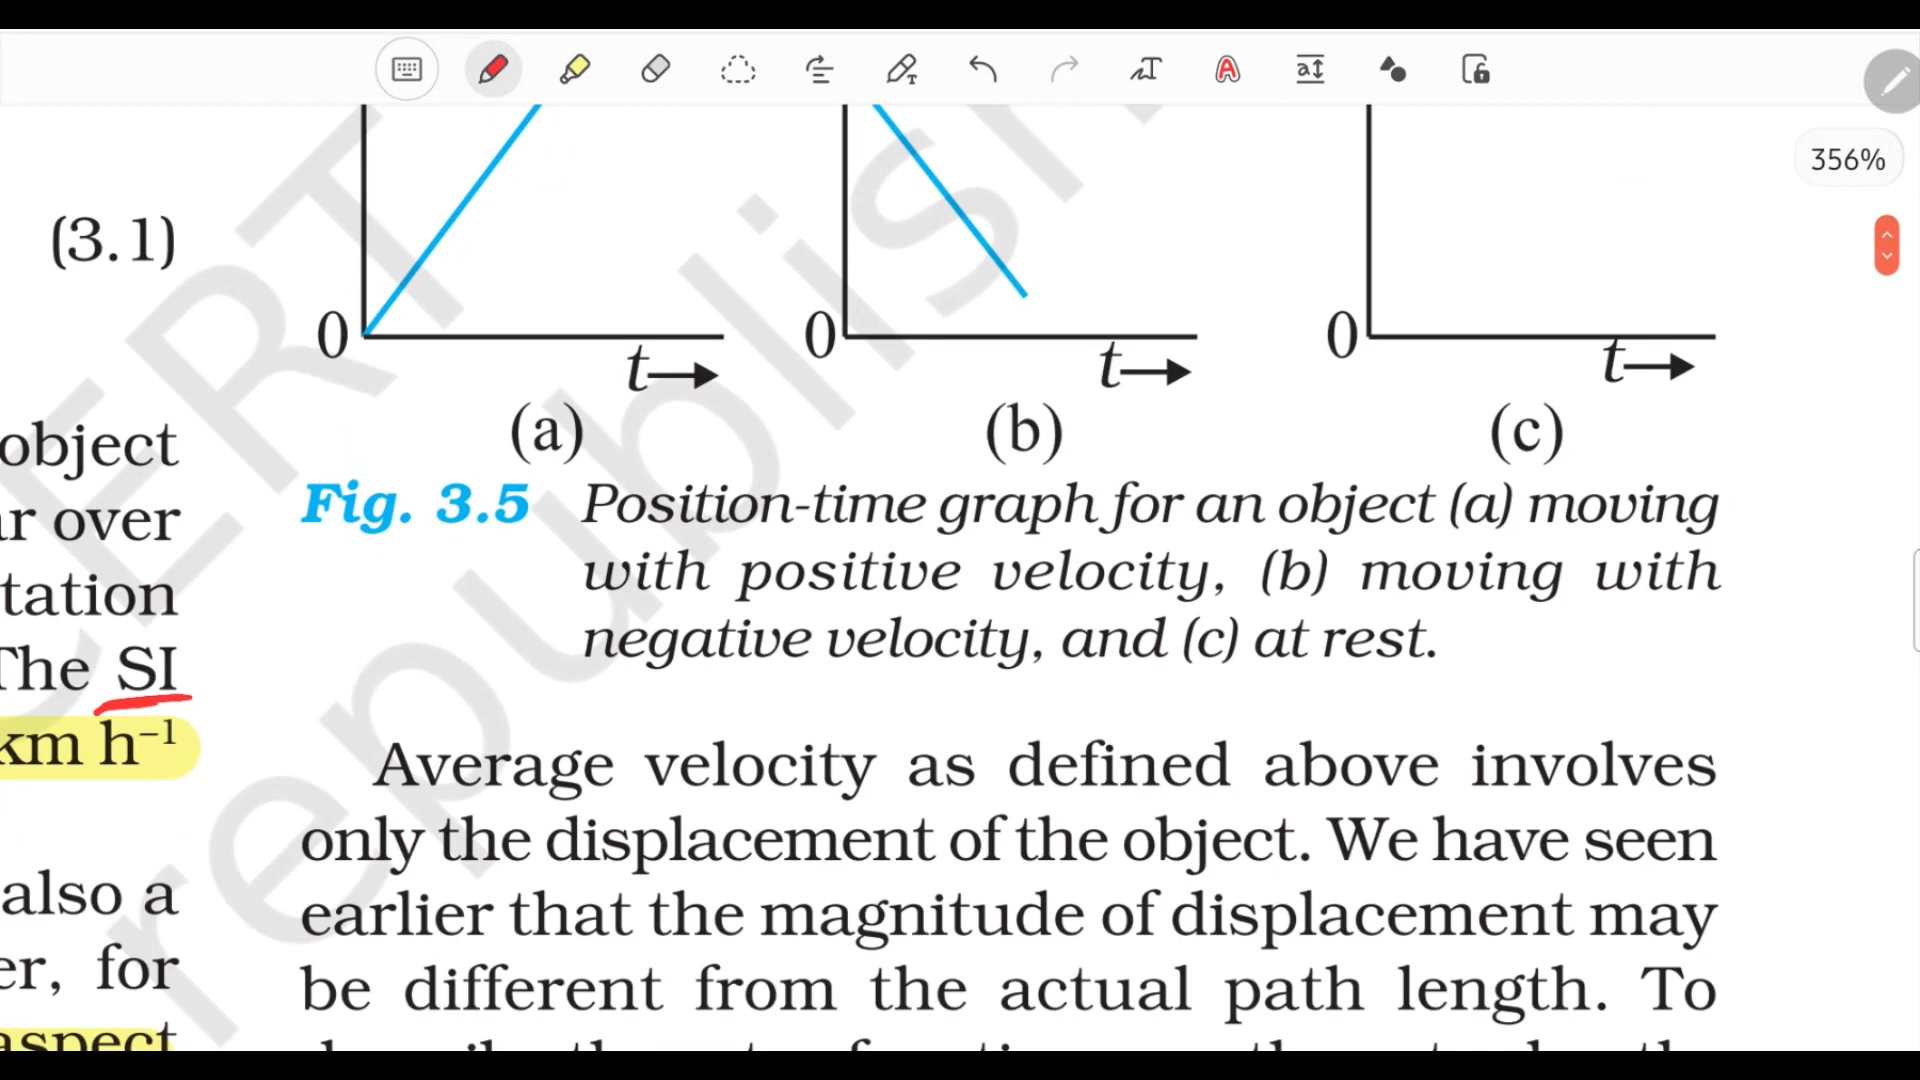 356%
(3.1)
0
t
0
t
0
t
(a)
(b)
(c)
object
over
The SI
km h⁻¹
also a
for
aspect
Fig. 3.5 Position-time graph for an object (a) moving
with positive velocity, (b) moving with
negative velocity, and (c) at rest.
Average velocity as defined above involves
only the displacement of the object. We have seen
earlier that the magnitude of displacement may
be different from the actual path length. To
republish